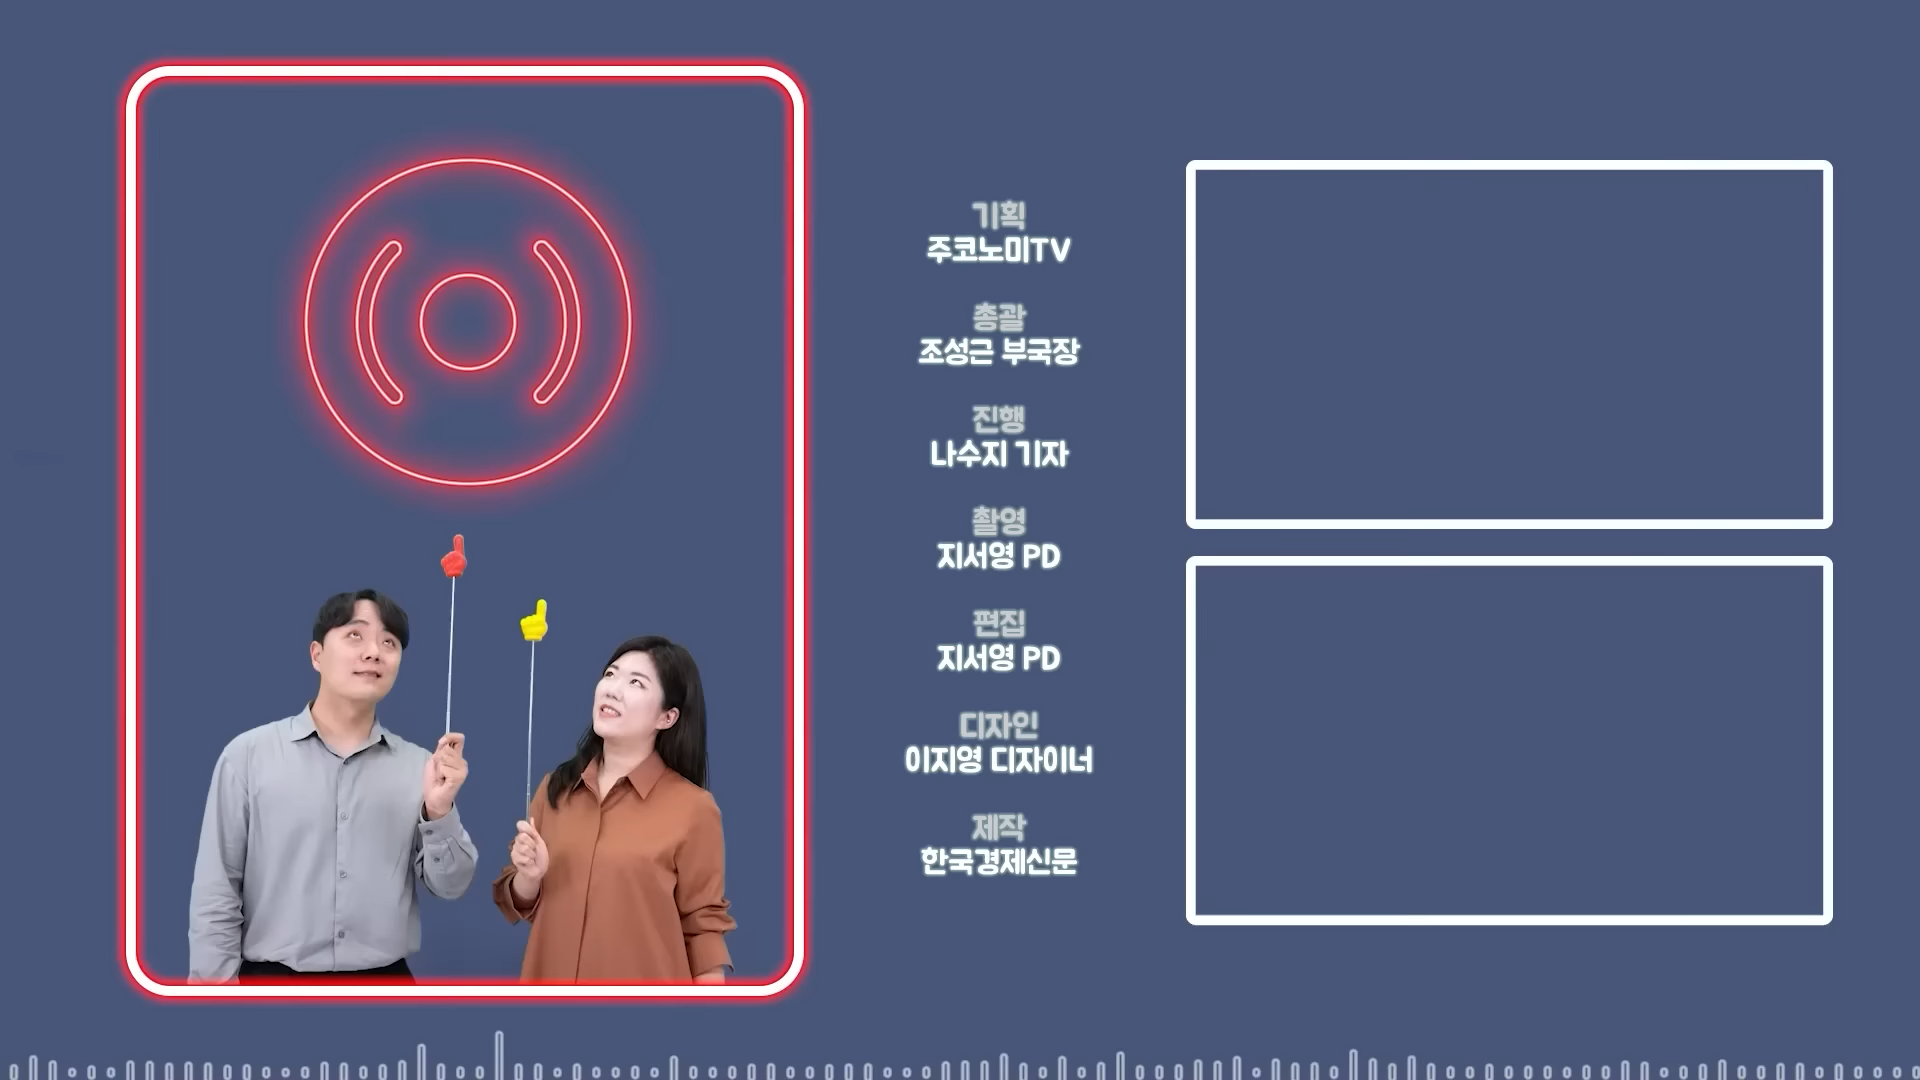 기획
주코노미TV
총괄
조성근 부국장
진행
나수지 기자
촬영
지서영 PD
편집
지서영 PD
디자인
이지영 디자이너
제작
한국경제신문